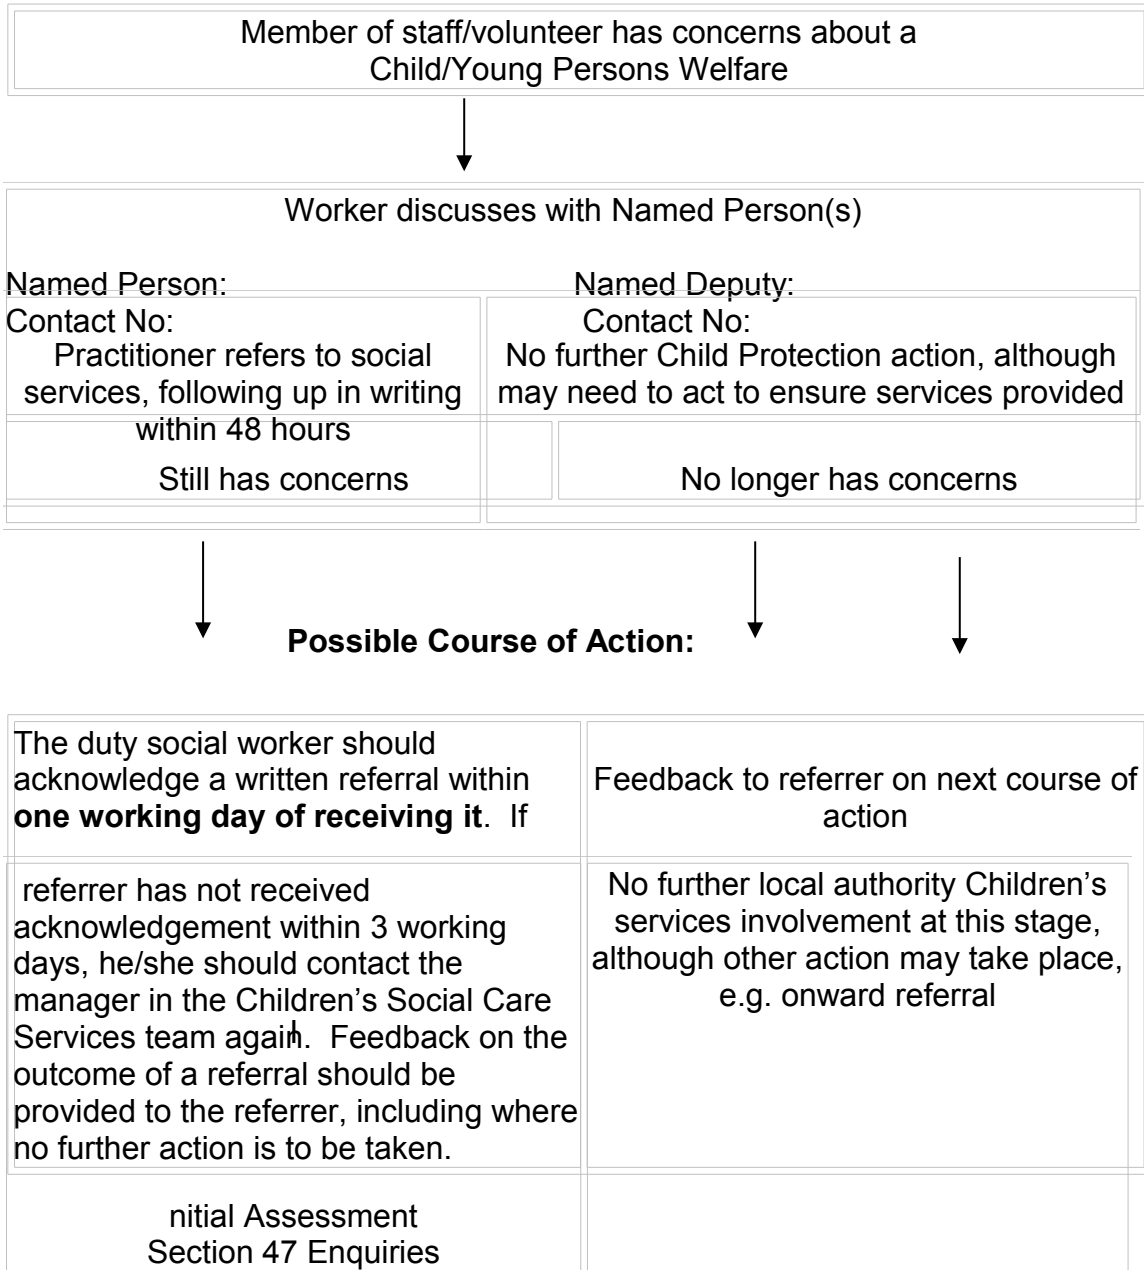 Member of staff/volunteer has concerns about a
Child/Young Persons Welfare
Worker discusses with Named Person(s)
Named Person: Named Deputy:
Contact No: Contact No:
Practitioner refers to social
services, following up in writing
within 48 hours
No further Child Protection action, although
may need to act to ensure services provided
Still has concerns
No longer has concerns
Possible Course of Action:
The duty social worker should
acknowledge a written referral within
one working day of receiving it. If
referrer has not received
acknowledgement within 3 working
days, he/she should contact the
manager in the Children’s Social Care
Services team again. Feedback on the
outcome of a referral should be
provided to the referrer, including where
no further action is to be taken.
Feedback to referrer on next course of
action
No further local authority Children’s
services involvement at this stage,
although other action may take place,
e.g. onward referral
I
nitial Assessment
Section 47 Enquiries